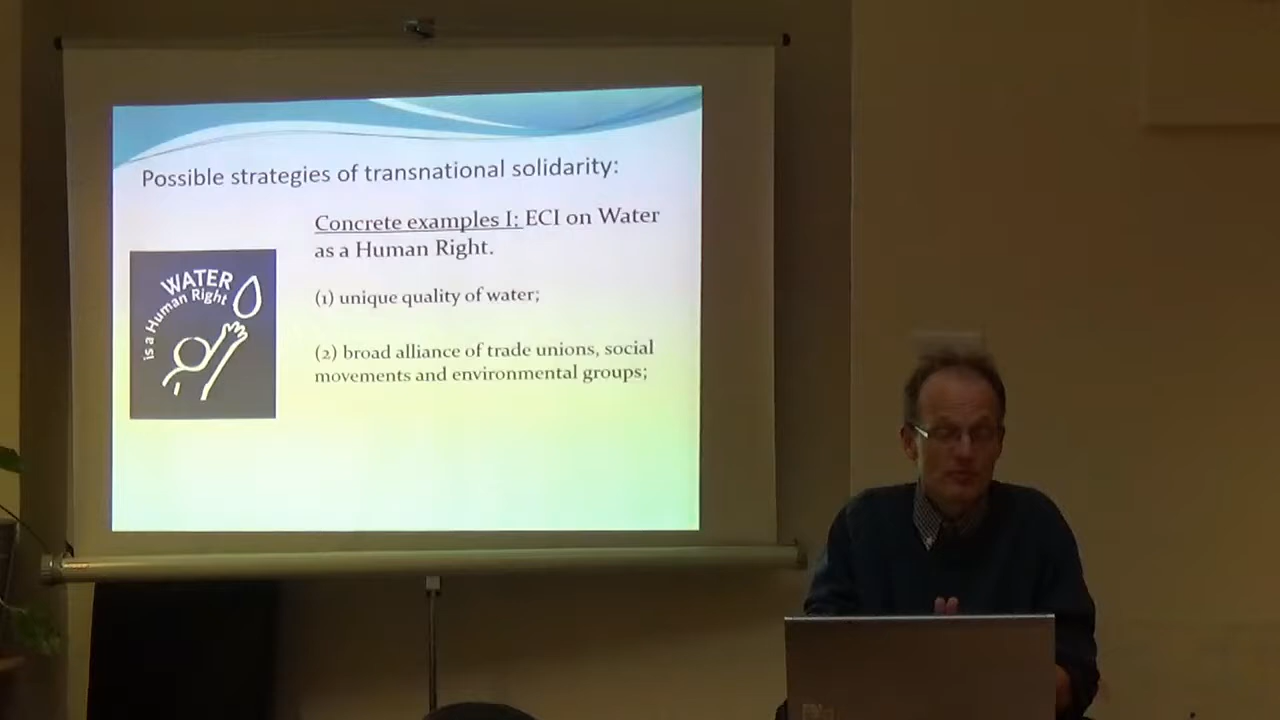 Possible strategies of transnational solidarity:
Concrete examples I: ECI on Water
as a Human Right.
WATER
is a Human Right
(1) unique quality of water;
(2) broad alliance of trade unions, social
movements and environmental groups;